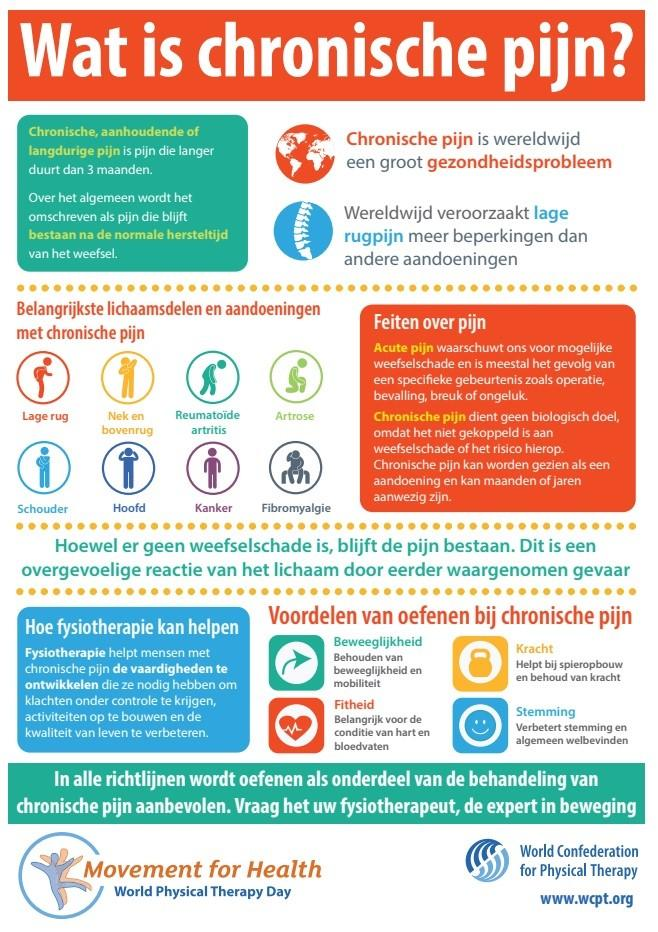 Wat is chronische pijn?
Chronische, aanhoudende of
langdurige pijn is pijn die langer
duurt dan 3 maanden.
Over het algemeen wordt het
omschreven als pijn die blijft
bestaan na de normale hersteltijd
van het weefsel.
Chronische pijn is wereldwijd
een groot gezondheidsprobleem
Wereldwijd veroorzaakt lage
rugpijn meer beperkingen dan
andere aandoeningen
Belangrijkste lichaamsdelen en aandoeningen
met chronische pijn
Lage rug
Nek en
bovenrug
Reumatoïde
artritis
Artrose
Schouder
Hoofd
Kanker
Fibromyalgie
Feiten over pijn
Acute pijn waarschuwt ons voor mogelijke
weefselschade en is meestal het gevolg van
een specifieke gebeurtenis zoals operatie,
bevalling, breuk of ongeluk.
Chronische pijn dient geen biologisch doel,
omdat het niet gekoppeld is aan
weefselschade of het risico hierop.
Chronische pijn kan worden gezien als een
aandoening en kan maanden of jaren
aanwezig zijn.
Hoewel er geen weefselschade is, blijft de pijn bestaan. Dit is een
overgevoelige reactie van het lichaam door eerder waargenomen gevaar
Hoe fysiotherapie kan helpen
Fysiotherapie helpt mensen met
chronische pijn de vaardigheden te
ontwikkelen die ze nodig hebben om
klachten onder controle te krijgen,
activiteiten op te bouwen en de
kwaliteit van leven te verbeteren.
Voordelen van oefenen bij chronische pijn
Beweeglijkheid
Behouden van
beweeglijkheid en
mobiliteit
Kracht
Helpt bij spieropbouw
en behoud van kracht
Fitheid
Belangrijk voor de
conditie van hart en
bloedvaten
Stemming
Verbetert stemming en
algemeen welbevinden
In alle richtlijnen wordt oefenen als onderdeel van de behandeling van
chronische pijn aanbevolen. Vraag het uw fysiotherapeut, de expert in beweging
Movement for Health
World Physical Therapy Day
World Confederation
for Physical Therapy
www.wcpt.org